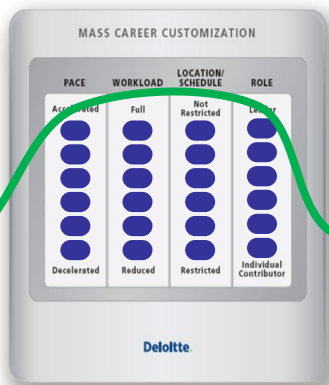 MASS CAREER CUSTOMIZATION
PACE WORKLOAD LOCATION/ SCHEDULE ROLE
Accelerated Full Not Restricted Leader
Decelerated Reduced Restricted Individual Contributor
Deloitte.